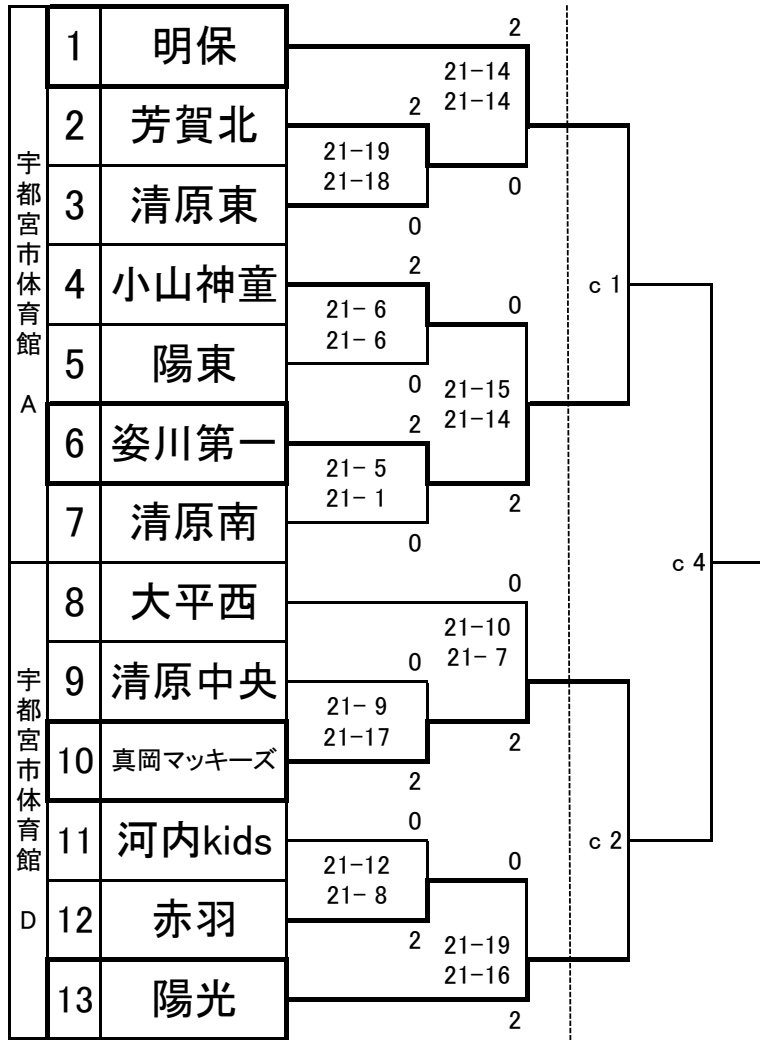 宇都宮市体育館 A
1 明保
2 芳賀北
3 清原東
4 小山神童
5 陽東
6 姿川第一
7 清原南
宇都宮市体育館 D
8 大平西
9 清原中央
10 真岡マッキーズ
11 河内kids
12 赤羽
13 陽光
2
21-19
21-18
0
2
21- 6
21- 6
0
2
21- 5
21- 1
0
0
21- 9
21-17
2
0
21-12
21- 8
2
2
21-14
21-14
0
0
21-15
21-14
2
0
21-10
21- 7
2
0
21-19
21-16
2
c 1
c 2
c 4